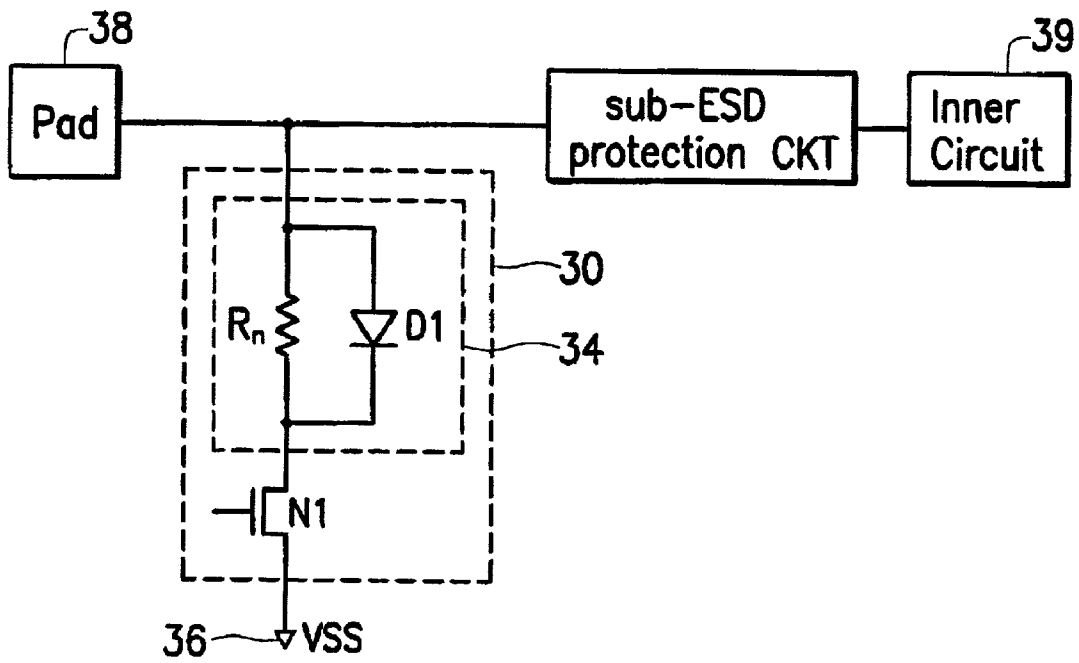 38
39
Pad
sub-ESD
protection CKT
Inner
Circuit
30
Rn
D1
34
N1
36
VSS